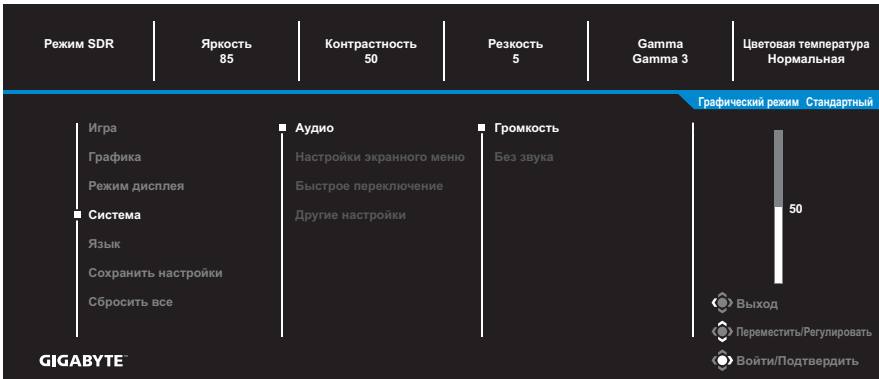 Режим SDR
Яркость
85
Контрастность
50
Резкость
5
Gamma
Gamma 3
Цветовая температура
Нормальная
Графический режим Стандартный
Игра
Графика
Режим дисплея
Система
Язык
Сохранить настройки
Сбросить все
Аудио
Настройки экранного меню
Быстрое переключение
Другие настройки
Громкость
Без звука
50
Выход
Переместить/Регулировать
Войти/Подтвердить
GIGABYTE™